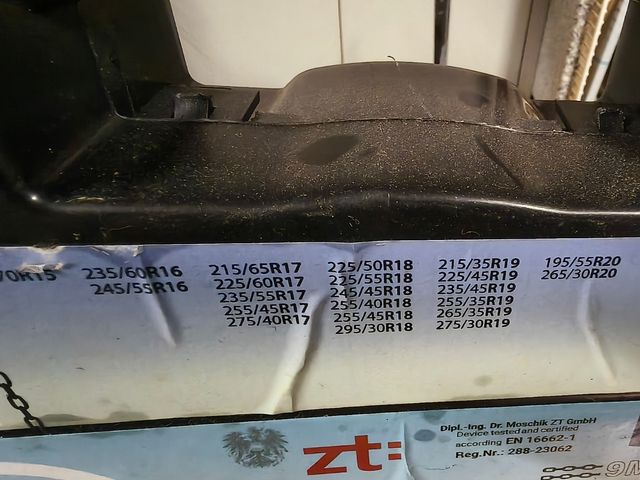 70R15
235/60R16
245/55R16
215/65R17
225/60R17
235/55R17
255/45R17
275/40R17
225/50R18
225/55R18
245/45R18
255/40R18
255/45R18
295/30R18
215/35R19
225/45R19
235/45R19
255/35R19
265/35R19
275/30R19
195/55R20
265/30R20
zt:
Dipl.-Ing. Dr. Moschik ZT GmbH
Device tested and certified
according EN 16662-1
Reg.Nr.: 288-23062
9M